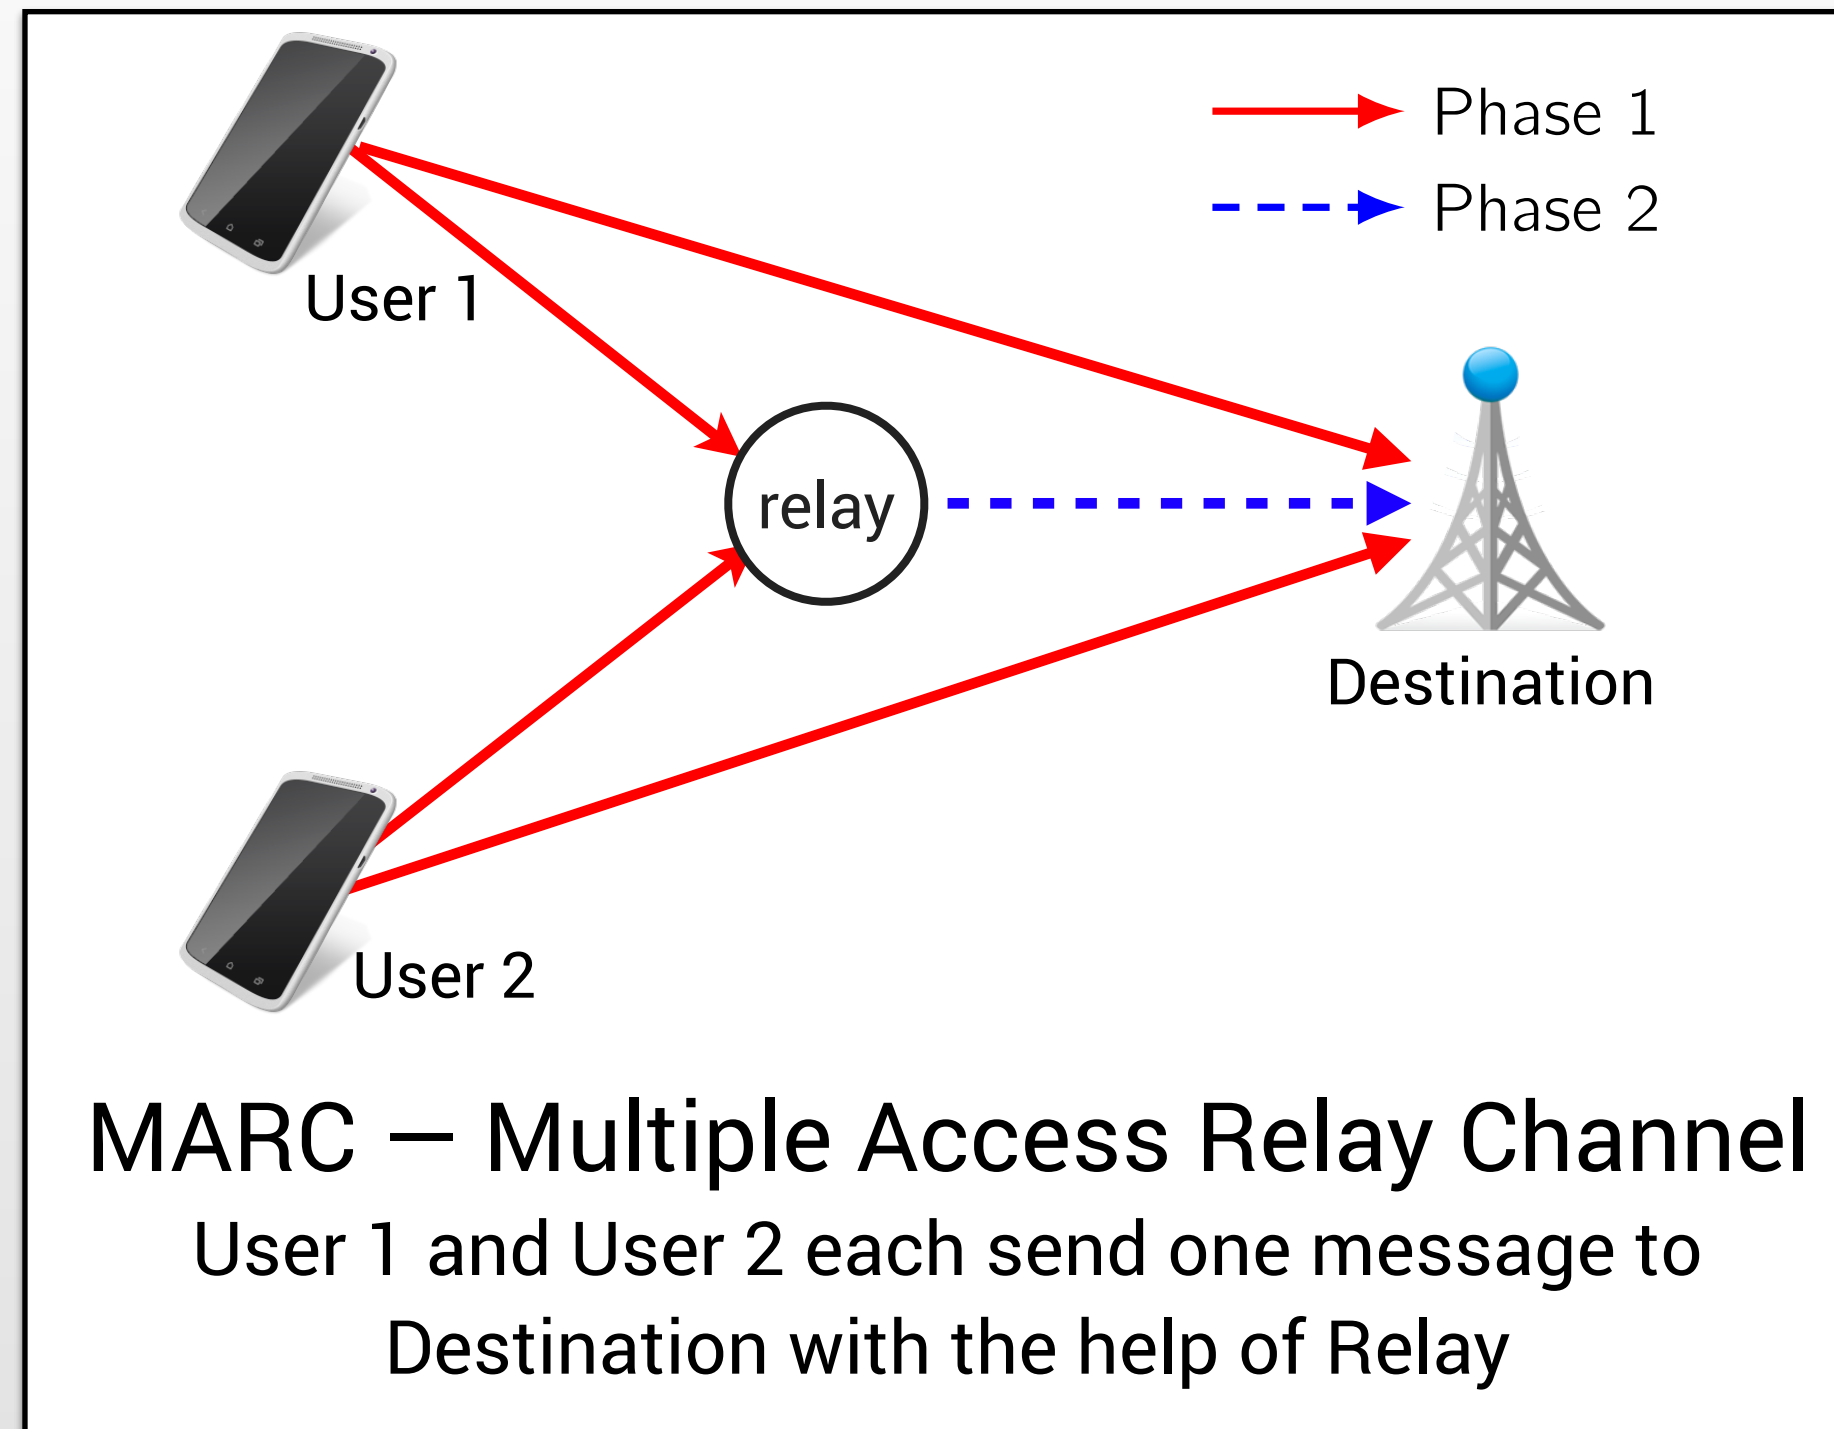 Phase 1
Phase 2
User 1
relay
Destination
User 2
MARC — Multiple Access Relay Channel
User 1 and User 2 each send one message to
Destination with the help of Relay